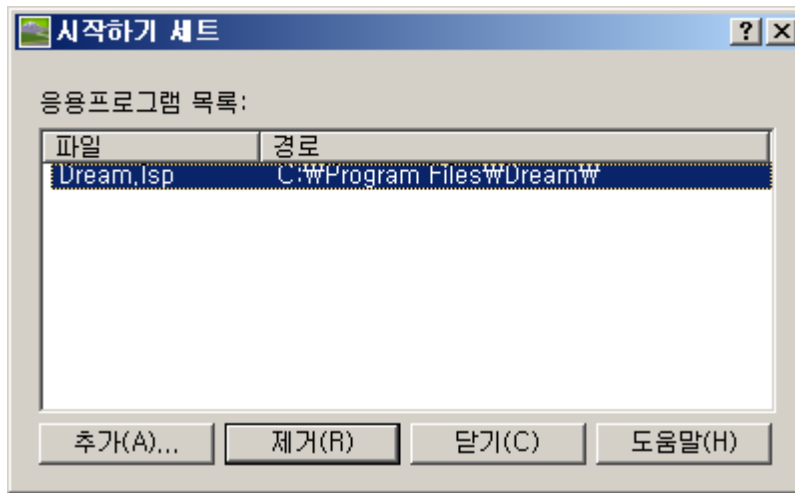 시작하기 세트
응용프로그램 목록:
파일 경로
Dream.lsp C:₩Program Files₩Dream₩
추가(A)... 제거(R) 닫기(C) 도움말(H)